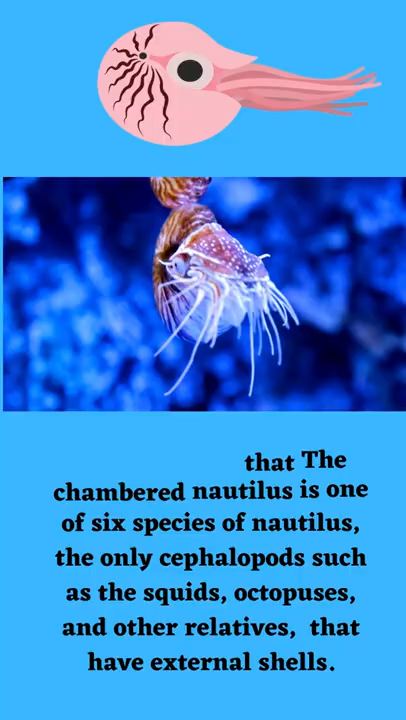 that The
chambered nautilus is one
of six species of nautilus,
the only cephalopods such
as the squids, octopuses,
and other relatives,  that
have external shells.